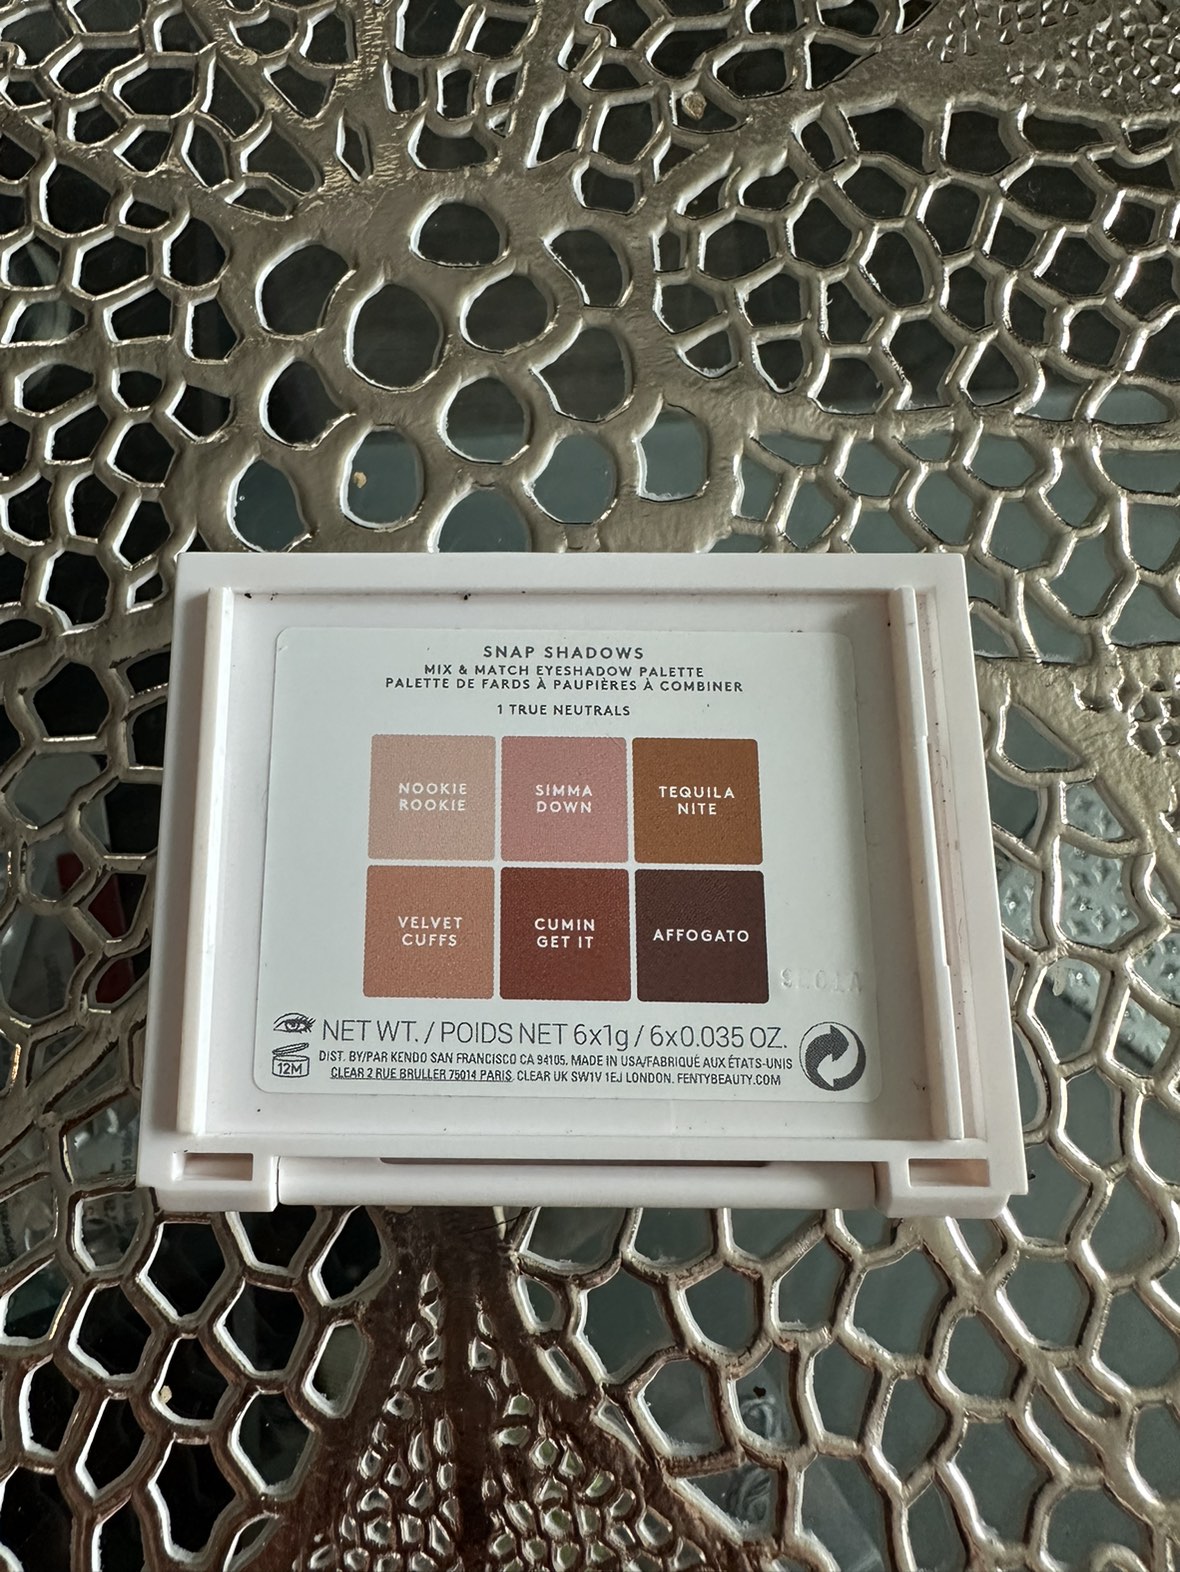 SNAP SHADOWS
MIX & MATCH EYESHADOW PALETTE
PALETTE DE FARDS À PAUPIÈRES À COMBINER
1 TRUE NEUTRALS
NOOKIE
ROOKIE
SIMMA
DOWN
TEQUILA
NITE
VELVET
CUFFS
CUMIN
GET IT
AFFOGATO
NET WT. / POIDS NET 6x1g / 6x0.035 OZ.
12M
DIST. BY/PAR KENDO SAN FRANCISCO CA 94105. MADE IN USA/FABRIQUÉ AUX ÉTATS-UNIS
CLEAR 2 RUE BRULLER 75014 PARIS. CLEAR UK SW1V 1EJ LONDON. FENTYBEAUTY.COM